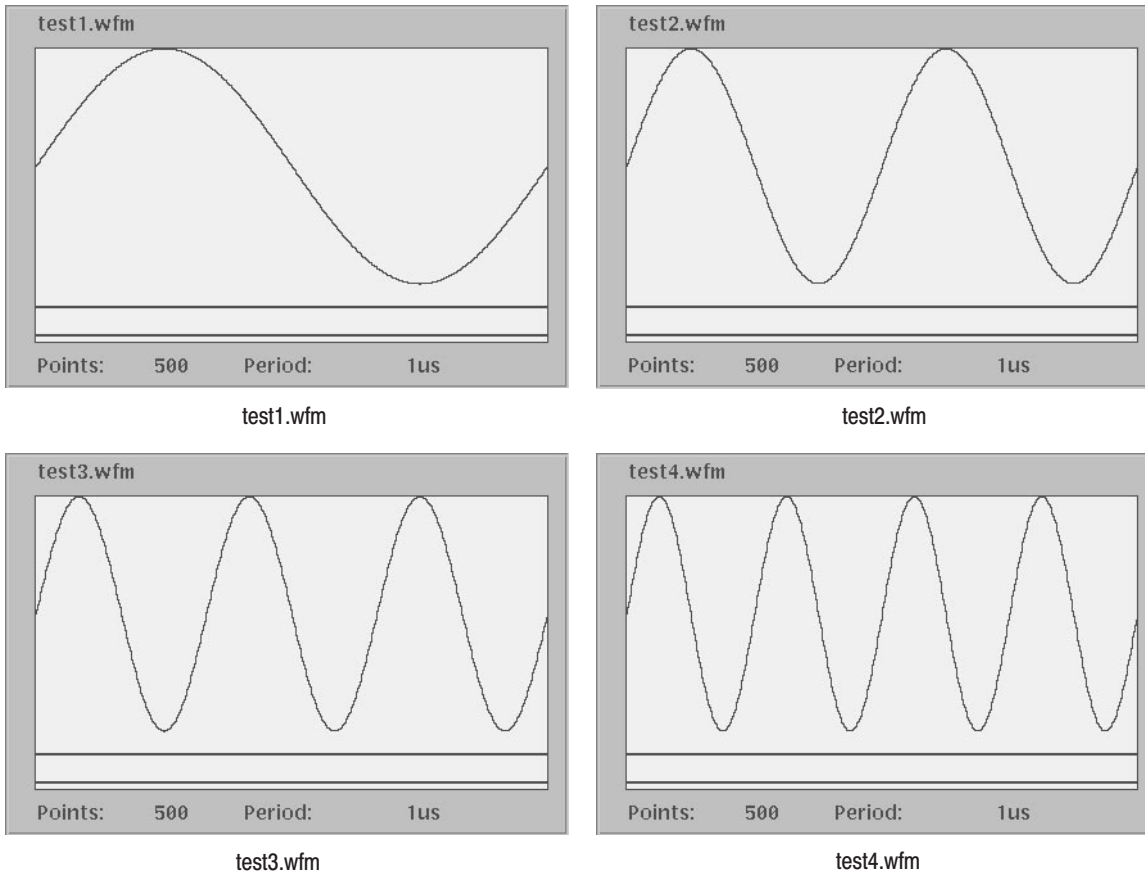 test1.wfm
Points: 500 Period: 1us
test1.wfm
test2.wfm
Points: 500 Period: 1us
test2.wfm
test3.wfm
Points: 500 Period: 1us
test3.wfm
test4.wfm
Points: 500 Period: 1us
test4.wfm